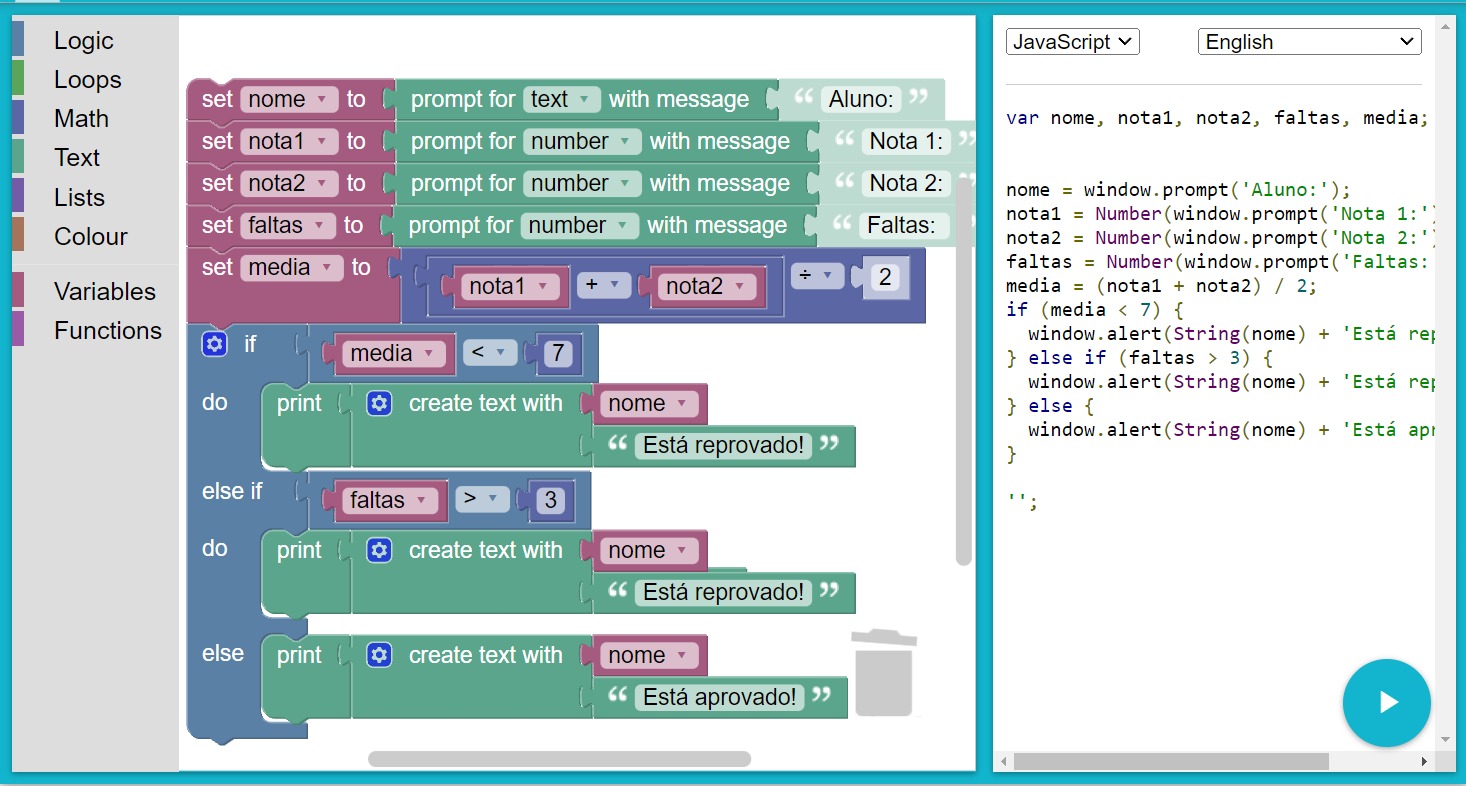 Logic
Loops
Math
Text
Lists
Colour
Variables
Functions
set nome to prompt for text with message “ Aluno: ”
set nota1 to prompt for number with message “ Nota 1: ”
set nota2 to prompt for number with message “ Nota 2: ”
set faltas to prompt for number with message “ Faltas:
set media to nota1 + nota2 ÷ 2
if media < 7
do print create text with nome
“ Está reprovado! ”
else if faltas > 3
do print create text with nome
“ Está reprovado! ”
else print create text with nome
“ Está aprovado! ”
JavaScript English
var nome, nota1, nota2, faltas, media;
nome = window.prompt('Aluno:');
nota1 = Number(window.prompt('Nota 1:')
nota2 = Number(window.prompt('Nota 2:')
faltas = Number(window.prompt('Faltas:
media = (nota1 + nota2) / 2;
if (media < 7) {
window.alert(String(nome) + 'Está rep
} else if (faltas > 3) {
window.alert(String(nome) + 'Está rep
} else {
window.alert(String(nome) + 'Está apr
}
'';